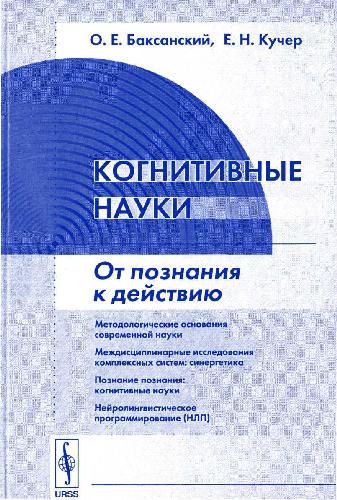 О. Е. Баксанский, Е. Н. Кучер
КОГНИТИВНЫЕ
НАУКИ
От познания
к действию
Методологические основания
современной науки
Междисциплинарные исследования
комплексных систем: синергетика
Познание познания:
когнитивные науки
Нейролингвистическое
программирование (НЛП)
URSS